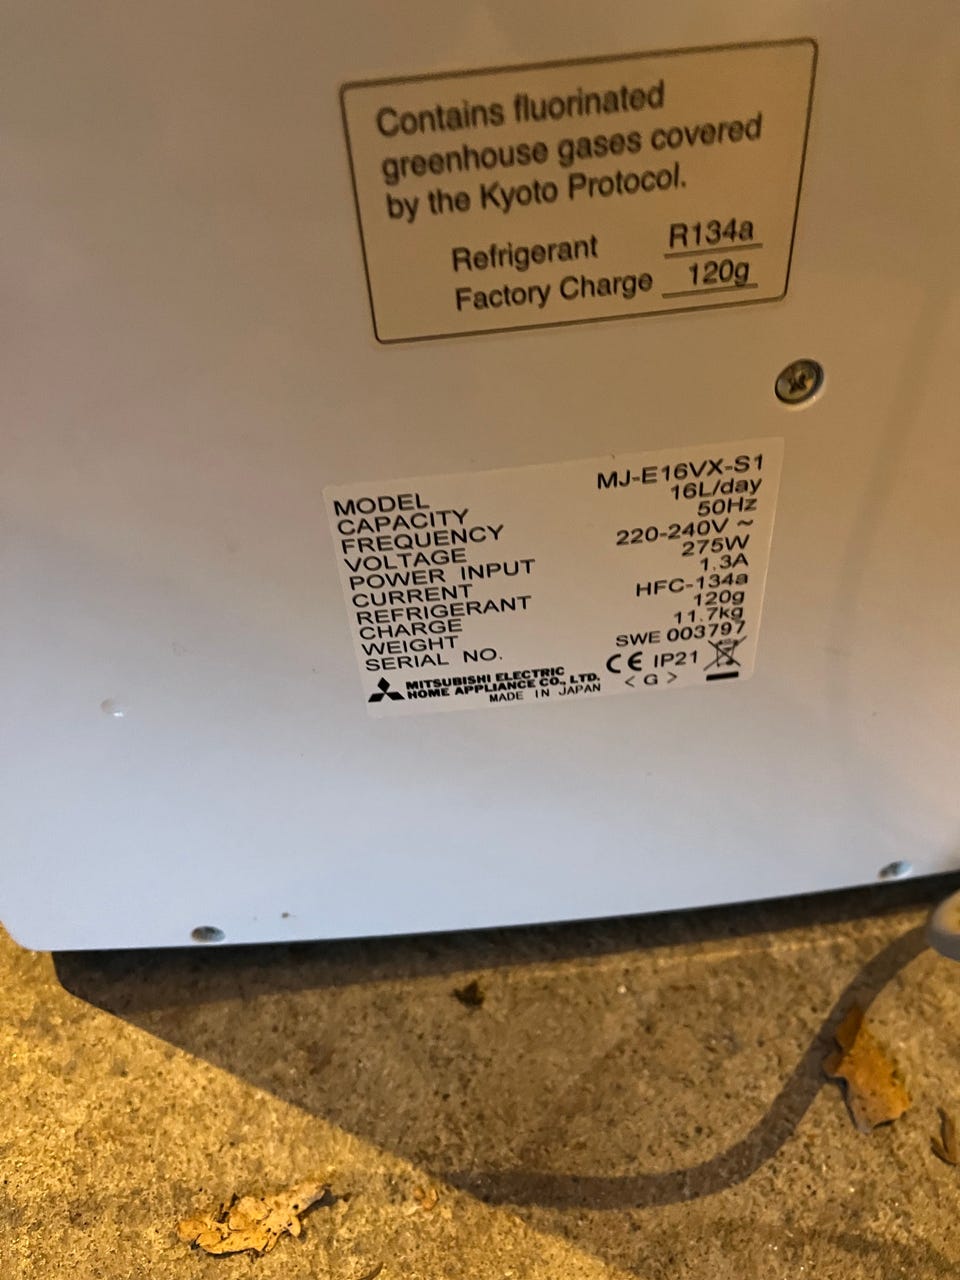 Contains fluorinated
greenhouse gases covered
by the Kyoto Protocol.
Refrigerant R134a
Factory Charge 120g
MODEL MJ-E16VX-S1
CAPACITY 16L/day
FREQUENCY 50Hz
VOLTAGE 220-240V ~
POWER INPUT 275W
CURRENT 1.3A
REFRIGERANT HFC-134a
CHARGE 120g
WEIGHT 11.7kg
SERIAL NO. SWE 003797
MITSUBISHI ELECTRIC
HOME APPLIANCE CO., LTD.
MADE IN JAPAN
CE IP21
< G >